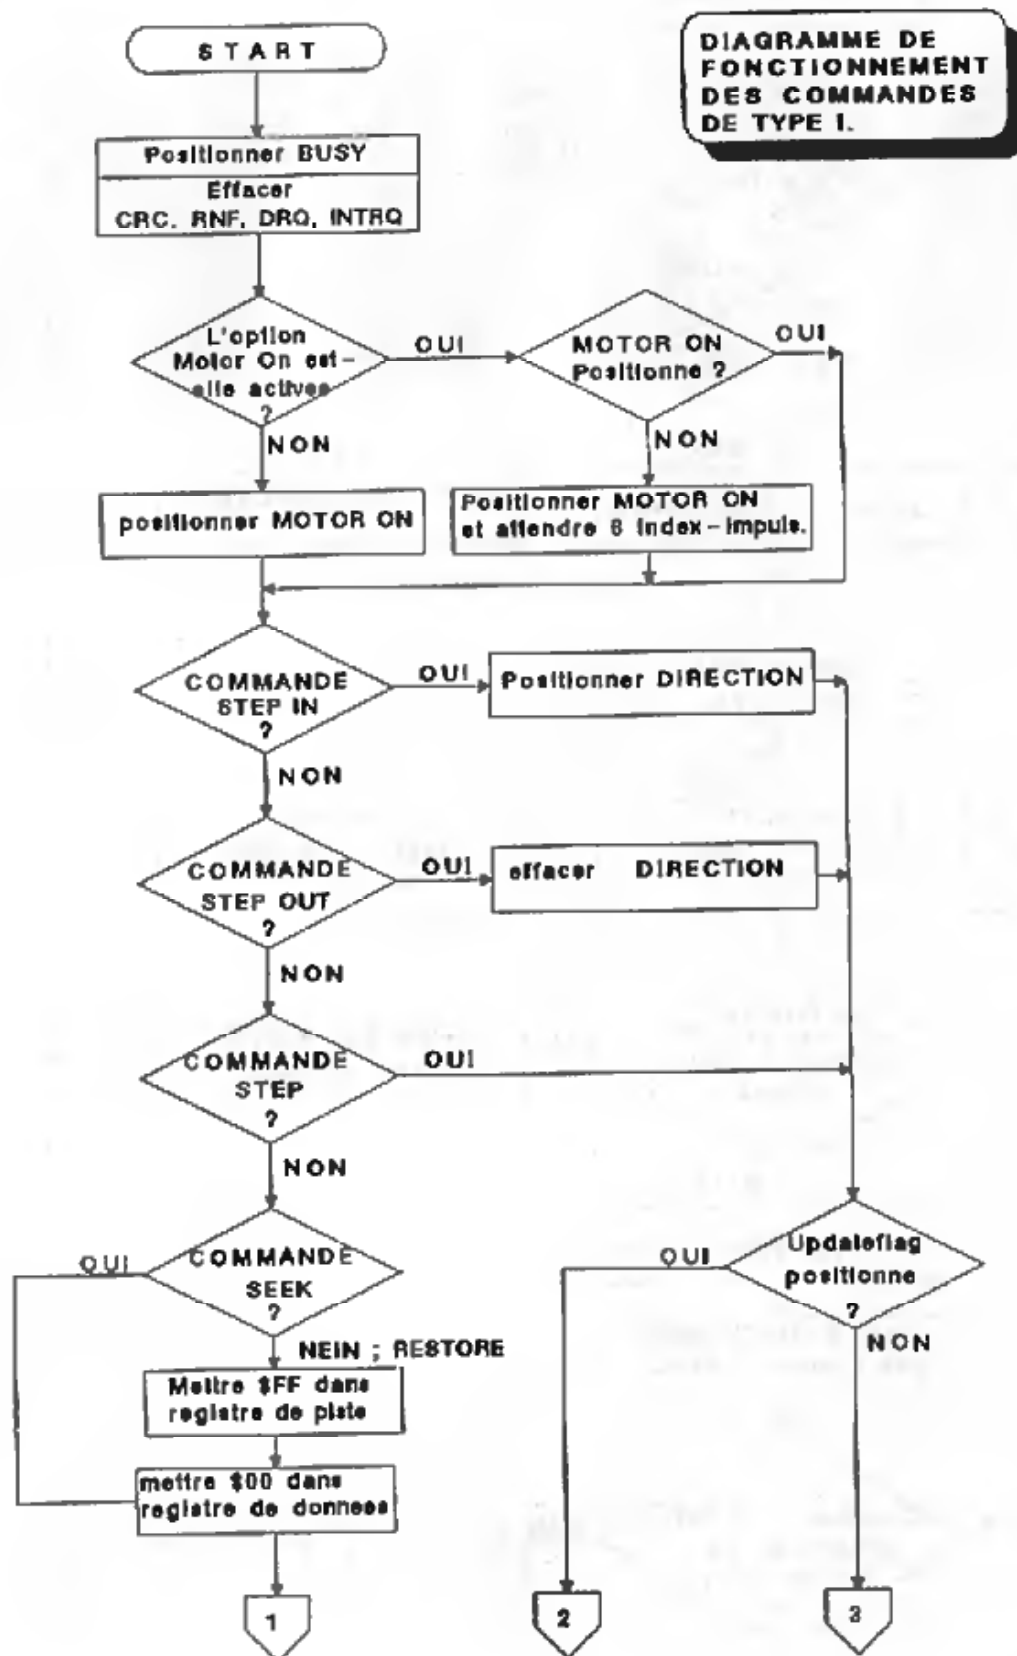 START
DIAGRAMME DE
FONCTIONNEMENT
DES COMMANDES
DE TYPE I.
Positionner BUSY
Effacer
CRC. RNF, DRQ, INTRQ
L'option
Motor On est-
elle activee
?
OUI
MOTOR ON
Positionne ?
OUI
NON
NON
positionner MOTOR ON
Positionner MOTOR ON
et attendre 6 Index-Impuls.
COMMANDE
STEP IN
?
OUI
Positionner DIRECTION
NON
COMMANDE
STEP OUT
?
OUI
effacer DIRECTION
NON
COMMANDE
STEP
?
OUI
NON
COMMANDE
SEEK
?
OUI
NEIN ; RESTORE
Updateflag
positionne
?
OUI
NON
Mettre $FF dans
registre de piste
mettre $00 dans
registre de donnees
1
2
3